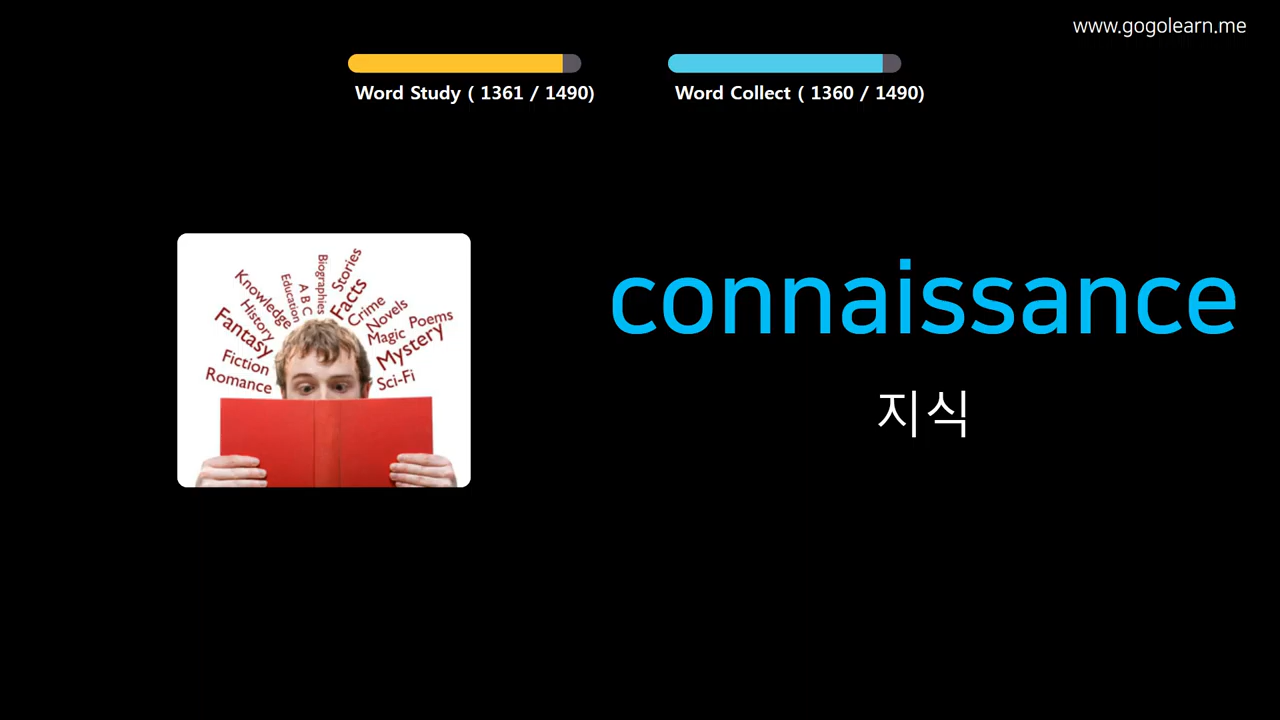 www.gogolearn.me
Word Study ( 1361 / 1490)
Word Collect ( 1360 / 1490)
connaissance
지식
Knowledge
History
Fantasy
Fiction
Romance
Education
A B C
Biographies
Stories
Facts
Crime
Novels
Magic
Poems
Mystery
Sci-Fi